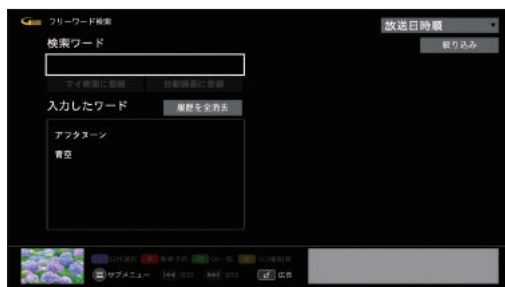 フリーワード検索
放送日時順
検索ワード
絞り込み
マイ検索に登録 自動録画に登録
入力したワード 履歴を全消去
アフタヌーン
青空
サブメニュー
d 広告